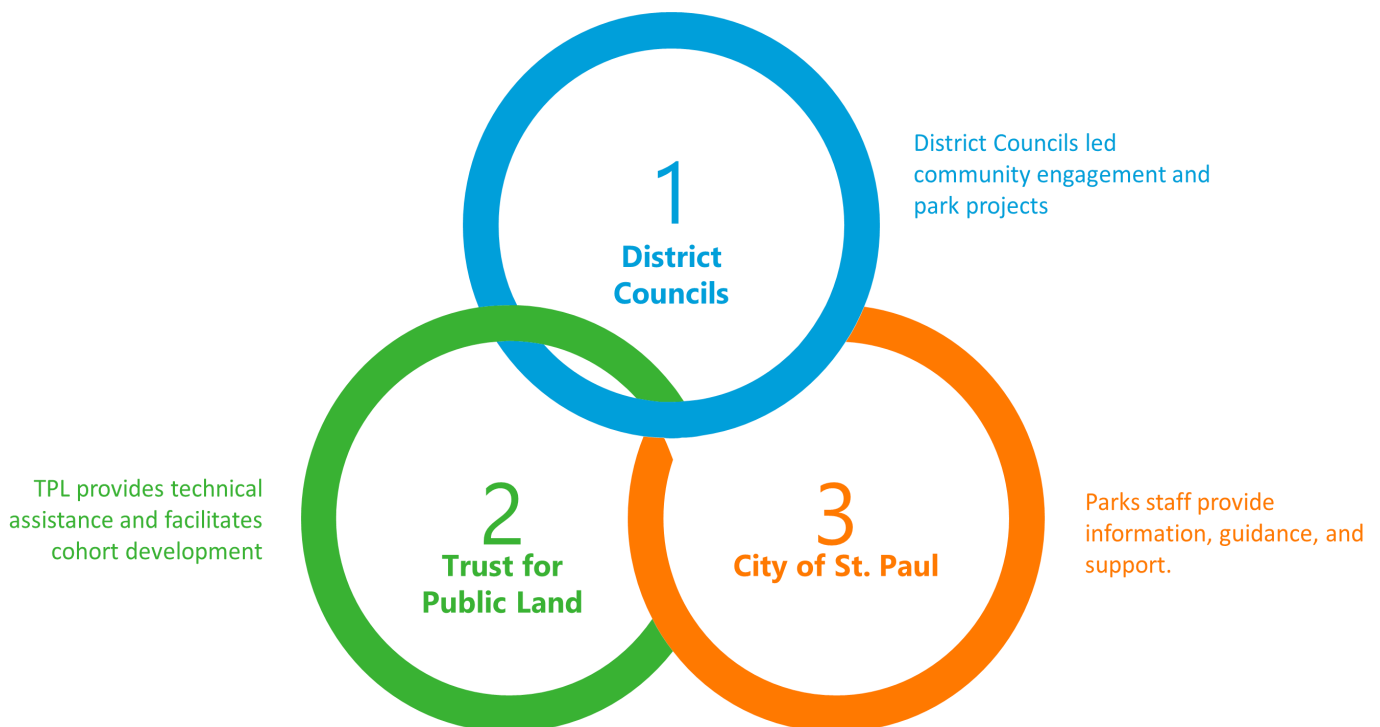 1
District
Councils
District Councils led
community engagement and
park projects
2
Trust for
Public Land
TPL provides technical
assistance and facilitates
cohort development
3
City of St. Paul
Parks staff provide
information, guidance, and
support.